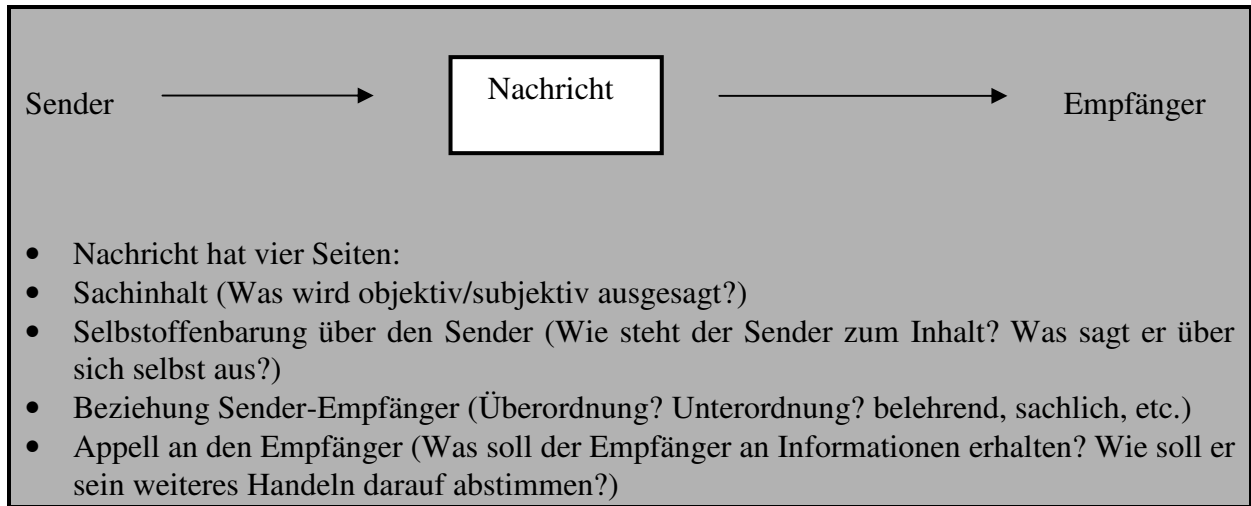 Sender Nachricht Empfänger
• Nachricht hat vier Seiten:
• Sachinhalt (Was wird objektiv/subjektiv ausgesagt?)
• Selbstoffenbarung über den Sender (Wie steht der Sender zum Inhalt? Was sagt er über
sich selbst aus?)
• Beziehung Sender-Empfänger (Überordnung? Unterordnung? belehrend, sachlich, etc.)
• Appell an den Empfänger (Was soll der Empfänger an Informationen erhalten? Wie soll er
sein weiteres Handeln darauf abstimmen?)